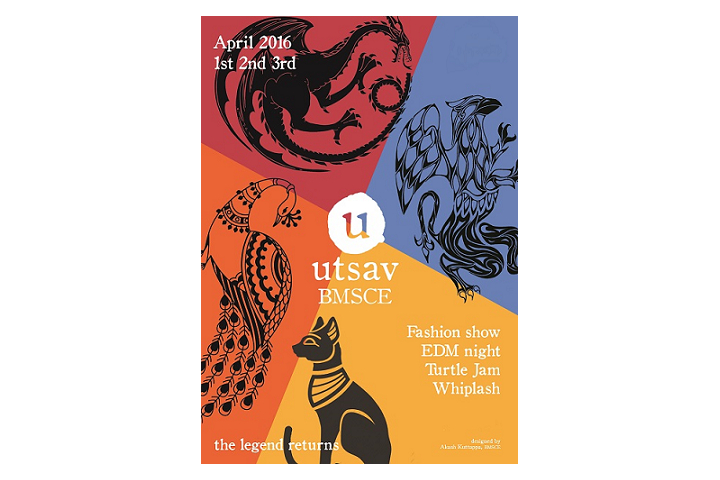 April 2016
1st 2nd 3rd
u
utsav
BMSCE
Fashion show
EDM night
Turtle Jam
Whiplash
the legend returns
designed by
Akash Kuttappa, BMSCE